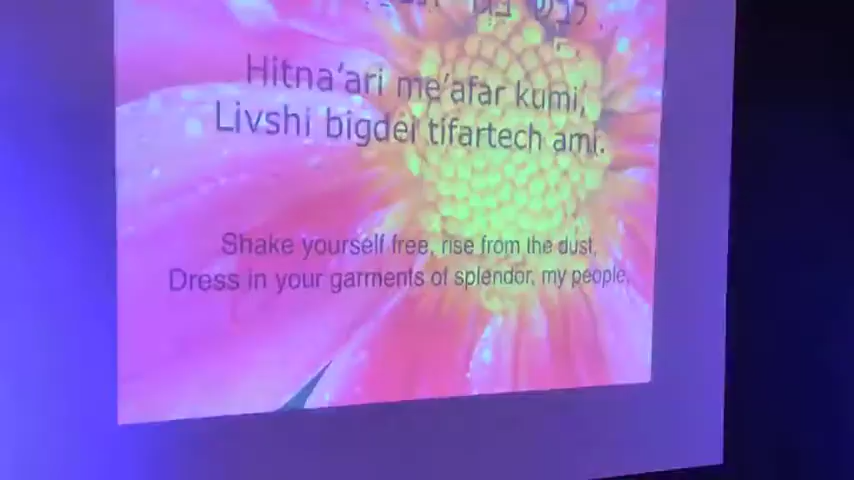 Hitna'ari me'afar kumi,
Livshi bigdei tifartech ami.
Shake yourself free, rise from the dust,
Dress in your garments of splendor, my people,